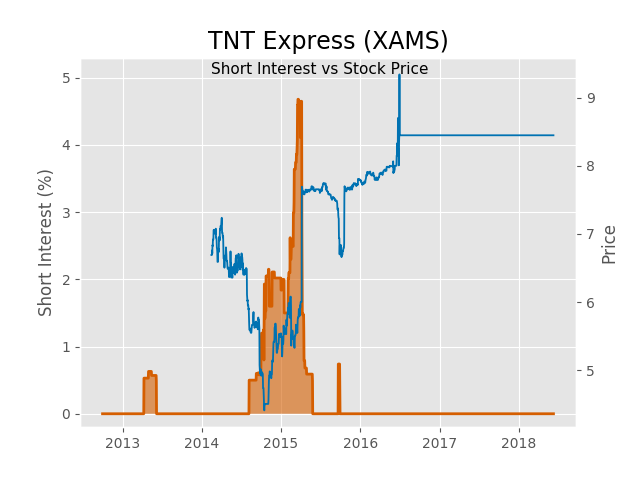 TNT Express (XAMS)
Short Interest vs Stock Price
Short Interest (%)
5
4
3
2
1
0
9
8
7
6
5
Price
2013 2014 2015 2016 2017 2018